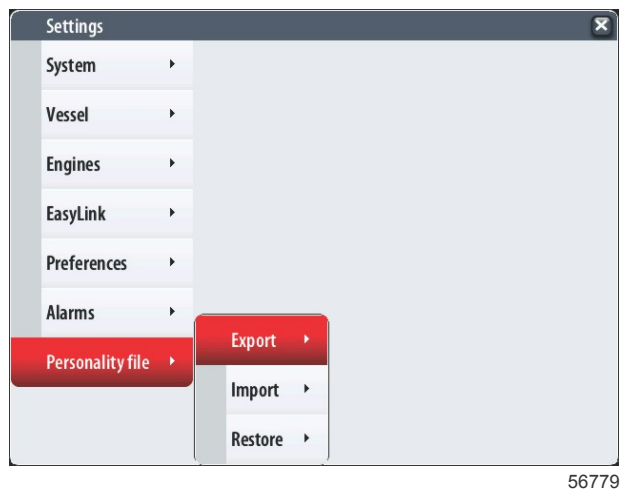 Settings
System
Vessel
Engines
EasyLink
Preferences
Alarms
Personality file
Export
Import
Restore
56779